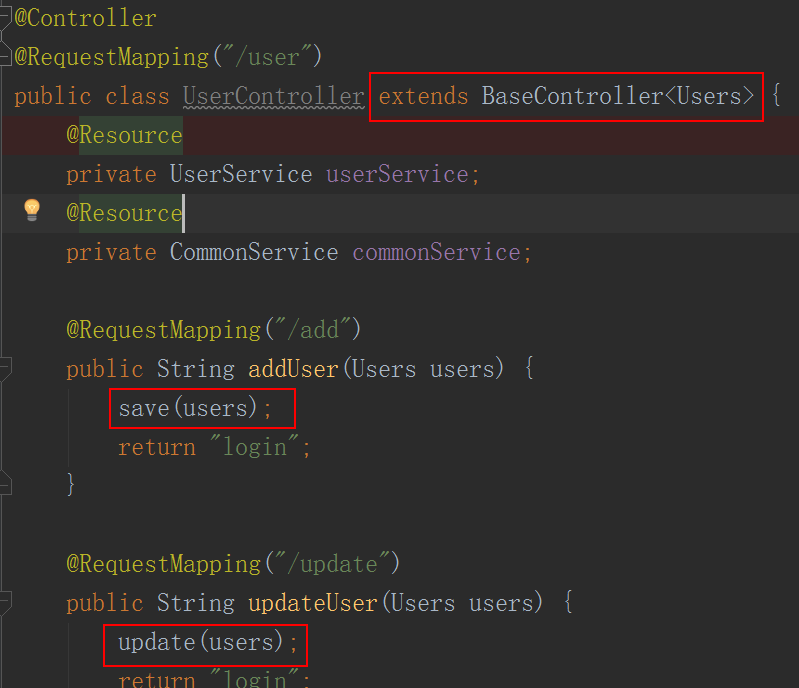 @Controller
@RequestMapping("/user")
public class UserController extends BaseController<Users> {
@Resource
private UserService userService;
@Resource
private CommonService commonService;
@RequestMapping("/add")
public String addUser(Users users) {
save(users);
return "login";
}
@RequestMapping("/update")
public String updateUser(Users users) {
update(users);
return "login";